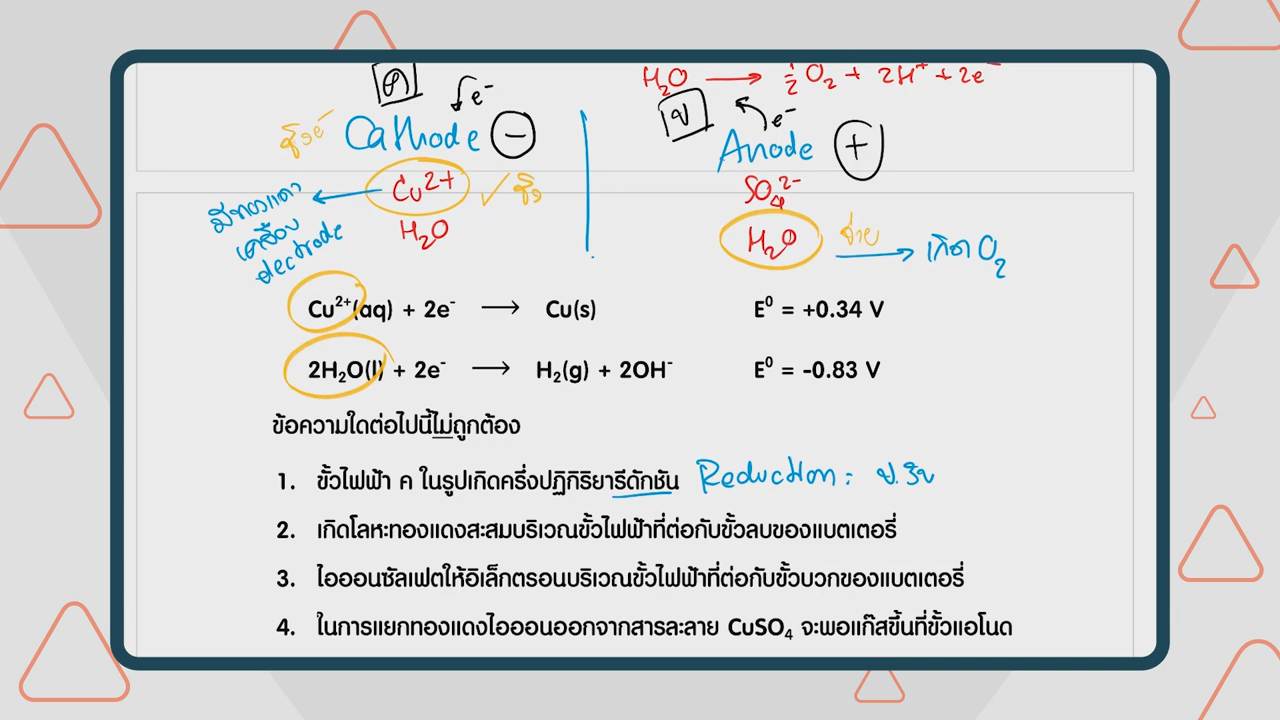 H₂O → ½O₂ + 2H⁺ + 2e⁻
ค e⁻ ข e⁻
ชิงe⁻ Cathode − Anode +
Cu²⁺ ✓ ชิง SO₄²⁻
มีทองแดง
เคลือบ
electrode
H₂O H₂O จ่าย → เกิด O₂
Cu²⁺(aq) + 2e⁻ → Cu(s) E⁰ = +0.34 V
2H₂O(l) + 2e⁻ → H₂(g) + 2OH⁻ E⁰ = -0.83 V
ข้อความใดต่อไปนี้ไม่ถูกต้อง
1. ขั้วไฟฟ้า ค ในรูปเกิดครึ่งปฏิกิริยารีดักชัน Reduction : ป.รับ
2. เกิดโลหะทองแดงสะสมบริเวณขั้วไฟฟ้าที่ต่อกับขั้วลบของแบตเตอรี่
3. ไอออนซัลเฟตให้อิเล็กตรอนบริเวณขั้วไฟฟ้าที่ต่อกับขั้วบวกของแบตเตอรี่
4. ในการแยกทองแดงไอออนออกจากสารละลาย CuSO₄ จะพอแก๊สขึ้นที่ขั้วแอโนด